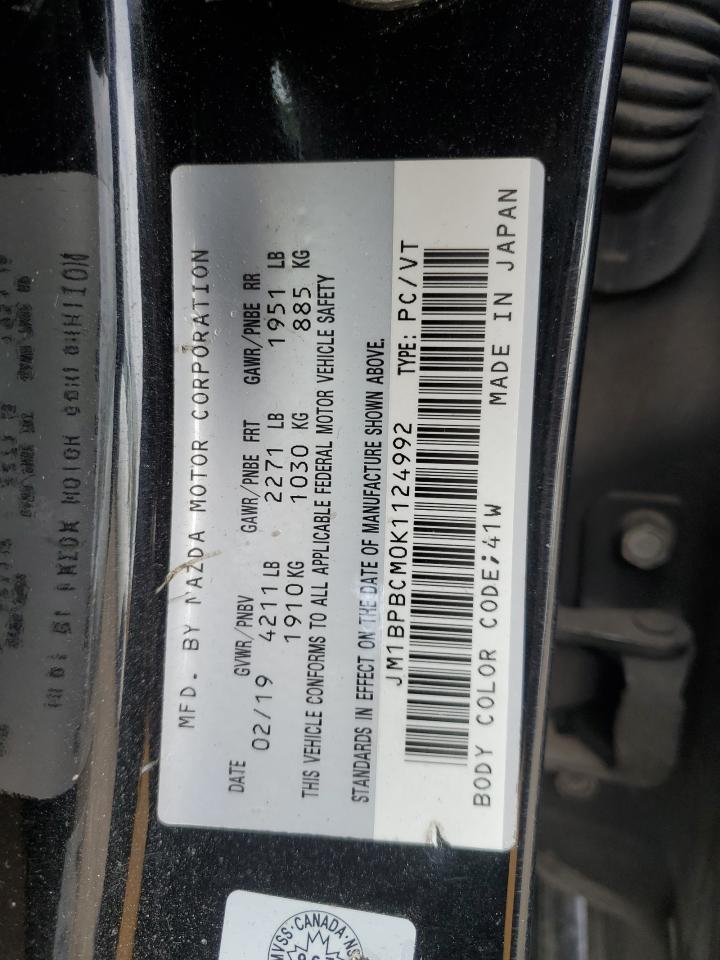 MFD. BY MAZDA MOTOR CORPORATION
DATE GVWR/PNBV GAWR/PNBE FRT GAWR/PNBE RR
02/19 4211 LB 2271 LB 1951 LB
1910 KG 1030 KG 885 KG
THIS VEHICLE CONFORMS TO ALL APPLICABLE FEDERAL MOTOR VEHICLE SAFETY
STANDARDS IN EFFECT ON THE DATE OF MANUFACTURE SHOWN ABOVE.
JM1BPBCM0K1124992 TYPE: PC/VT
BODY COLOR CODE;41W MADE IN JAPAN
CANADA